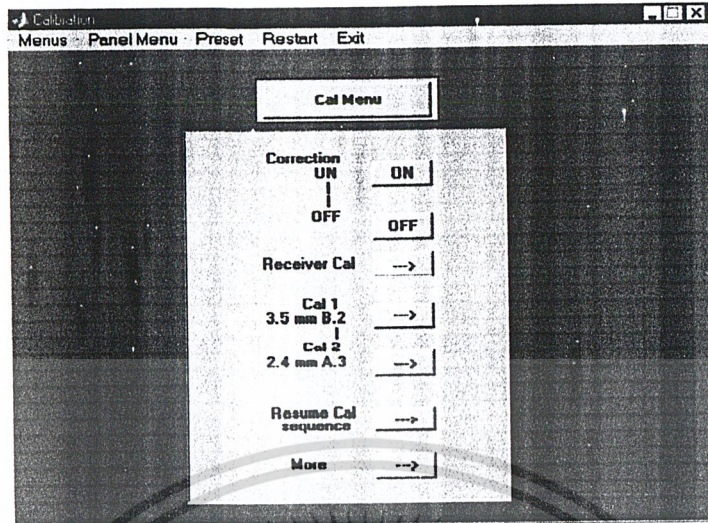 Calibration
Menus Panel Menu Preset Restart Exit
Cal Menu
Correction
ON ON
OFF
OFF
Receiver Cal --->
Cal 1
3.5 mm B.2 --->
Cal 2
2.4 mm A.3 --->
Resume Cal
sequence --->
More --->